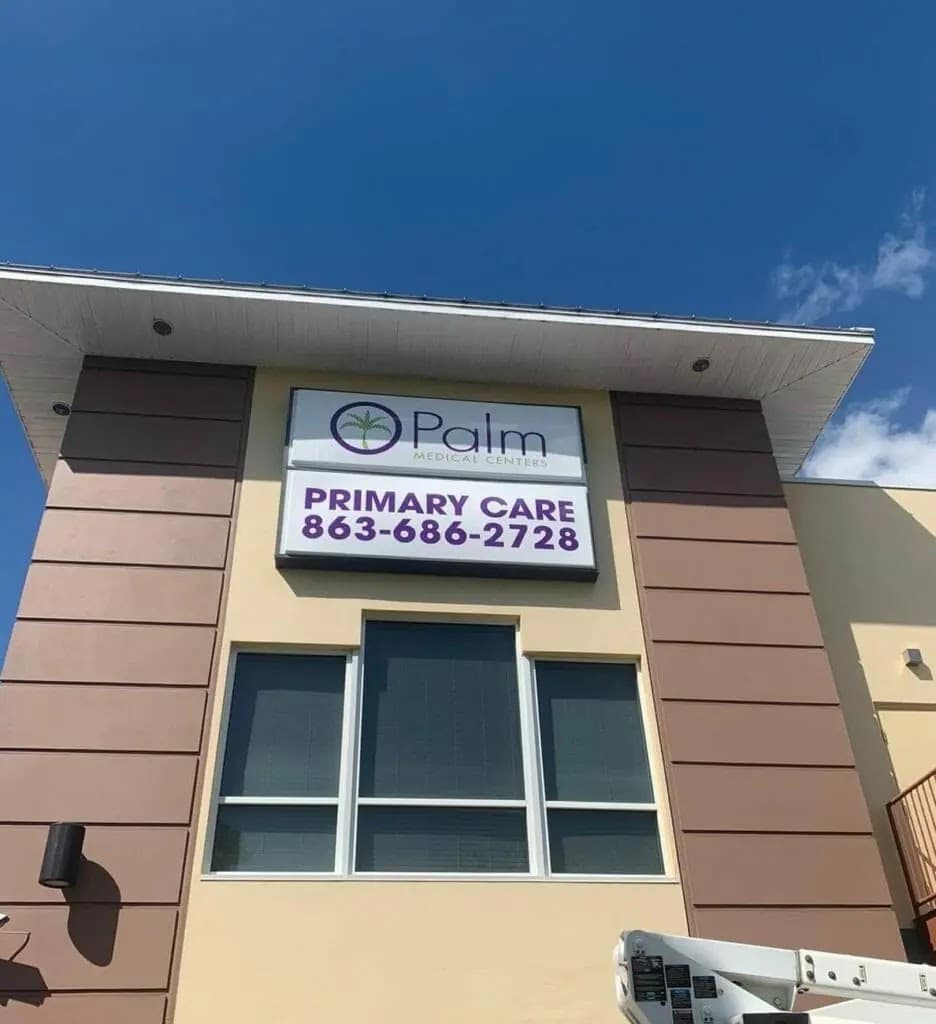 Palm
MEDICAL CENTERS
PRIMARY CARE
863-686-2728